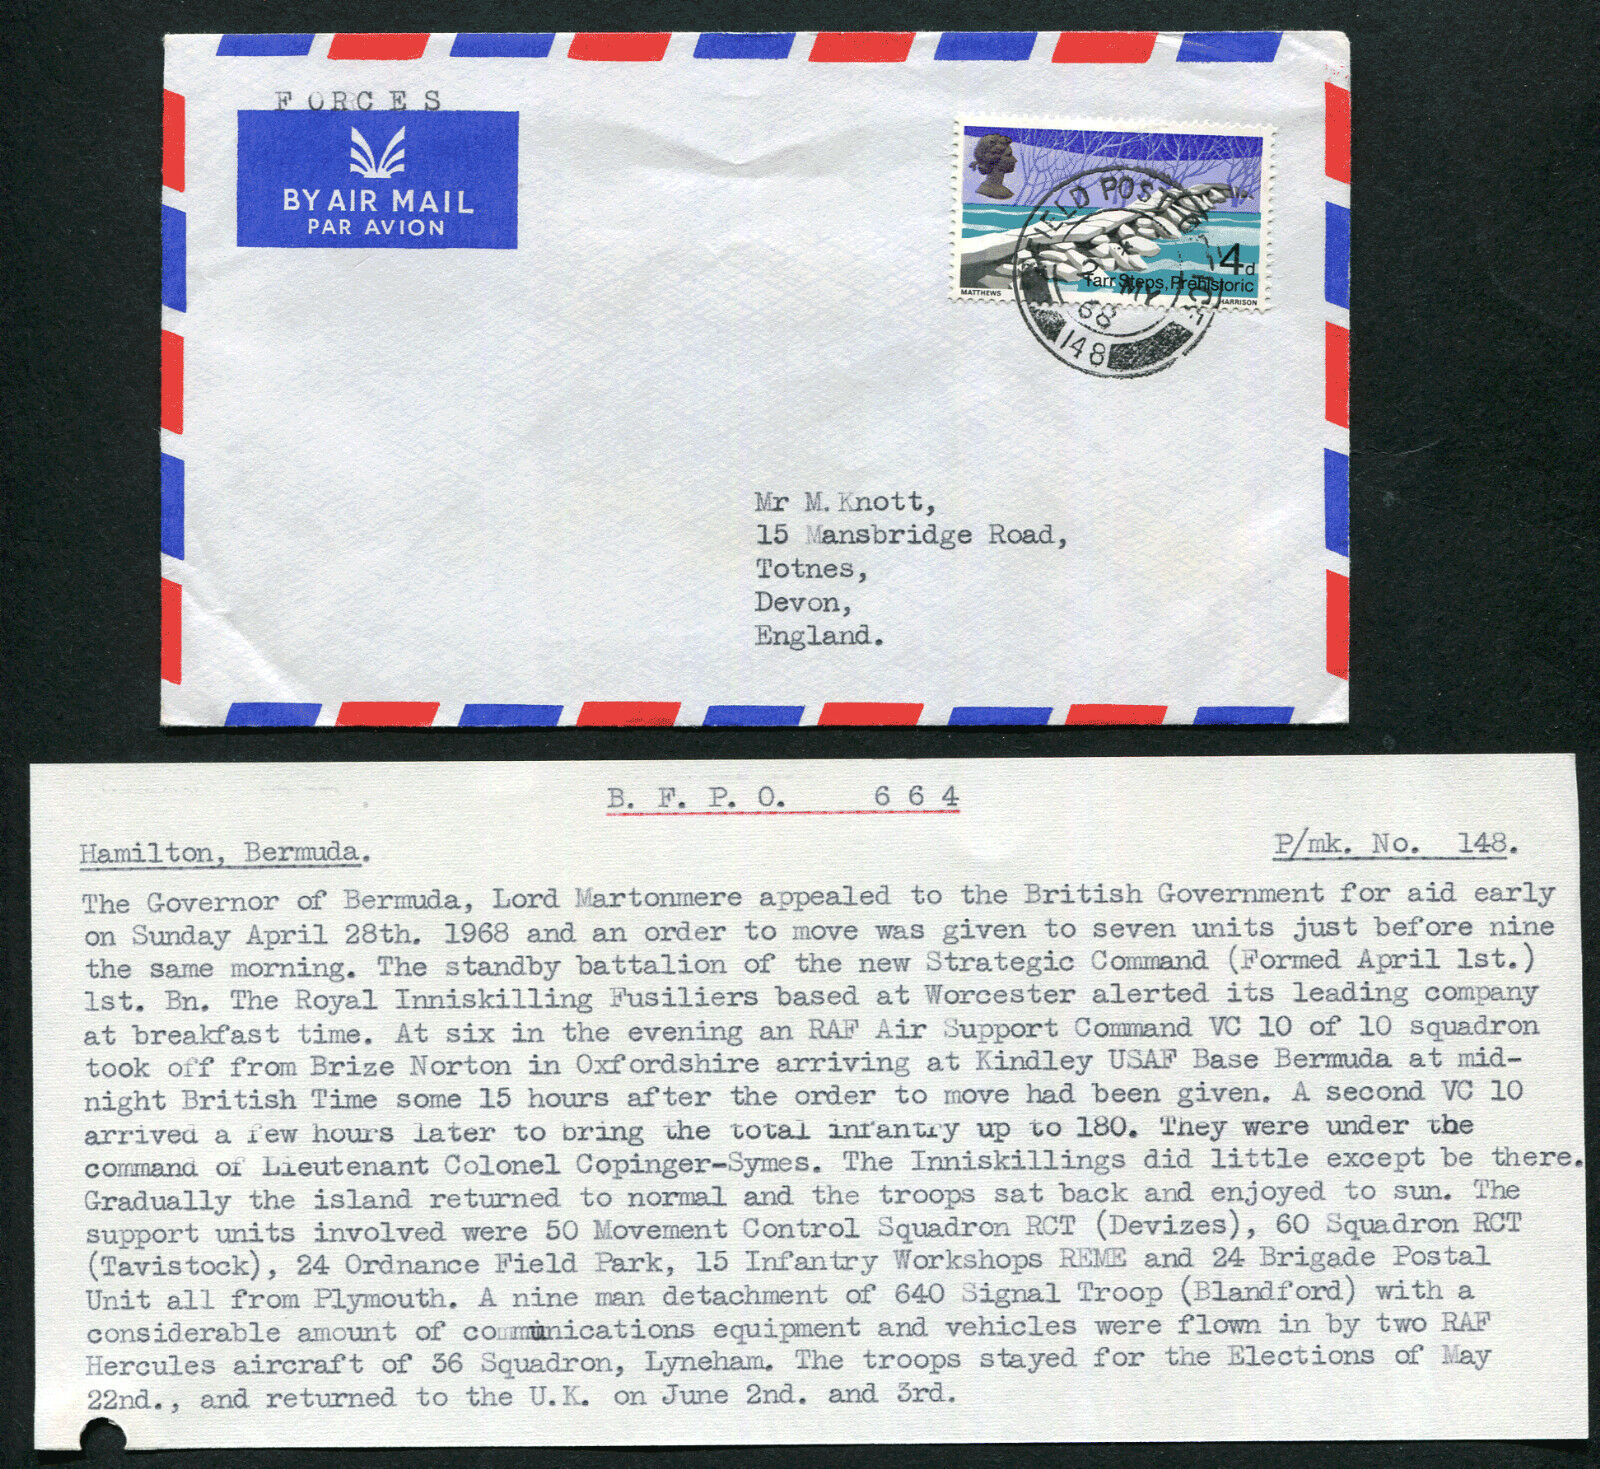 FORCES
BY AIR MAIL
PAR AVION
4d
Tarr Steps, Prehistoric
MATTHEWS
HARRISON
FIELD POST OFFICE
2 MY
68
148
Mr M. Knott,
15 Mansbridge Road,
Totnes,
Devon,
England.
B. F. P. O. 6 6 4
Hamilton, Bermuda.
P/mk. No. 148.
The Governor of Bermuda, Lord Martonmere appealed to the British Government for aid early
on Sunday April 28th. 1968 and an order to move was given to seven units just before nine
the same morning. The standby battalion of the new Strategic Command (Formed April 1st.)
1st. Bn. The Royal Inniskilling Fusiliers based at Worcester alerted its leading company
at breakfast time. At six in the evening an RAF Air Support Command VC 10 of 10 squadron
took off from Brize Norton in Oxfordshire arriving at Kindley USAF Base Bermuda at mid-
night British Time some 15 hours after the order to move had been given. A second VC 10
arrived a few hours later to bring the total infantry up to 180. They were under the
command of Lieutenant Colonel Copinger-Symes. The Inniskillings did little except be there.
Gradually the island returned to normal and the troops sat back and enjoyed to sun. The
support units involved were 50 Movement Control Squadron RCT (Devizes), 60 Squadron RCT
(Tavistock), 24 Ordnance Field Park, 15 Infantry Workshops REME and 24 Brigade Postal
Unit all from Plymouth. A nine man detachment of 640 Signal Troop (Blandford) with a
considerable amount of communications equipment and vehicles were flown in by two RAF
Hercules aircraft of 36 Squadron, Lyneham. The troops stayed for the Elections of May
22nd., and returned to the U.K. on June 2nd. and 3rd.